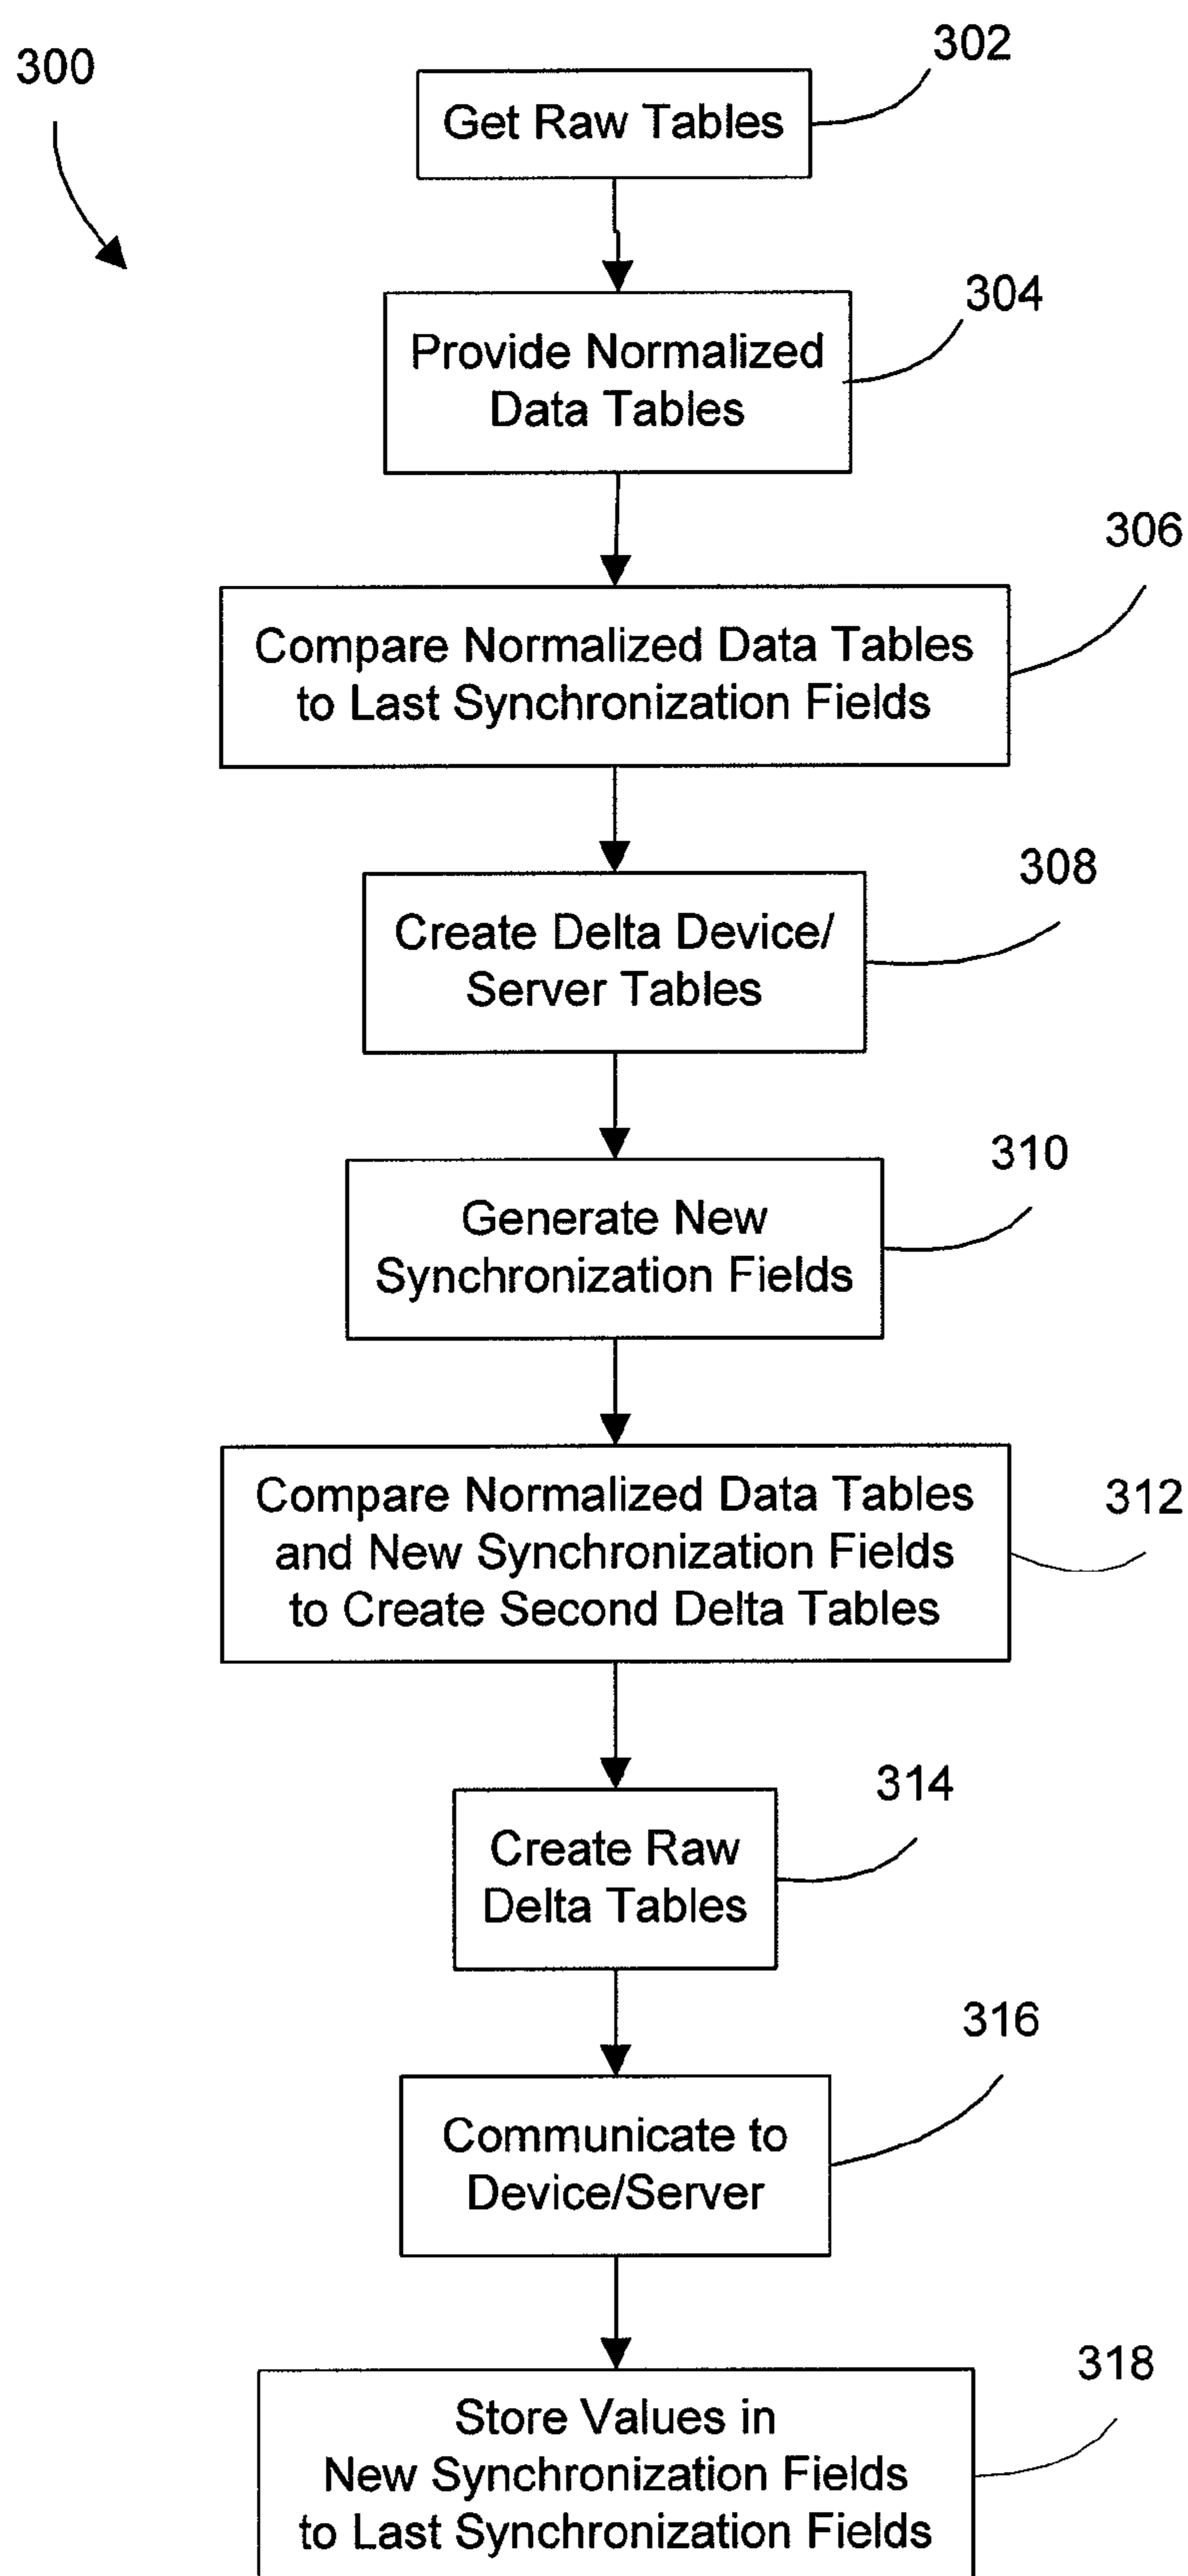 300
302
Get Raw Tables
304
Provide Normalized
Data Tables
306
Compare Normalized Data Tables
to Last Synchronization Fields
308
Create Delta Device/
Server Tables
310
Generate New
Synchronization Fields
312
Compare Normalized Data Tables
and New Synchronization Fields
to Create Second Delta Tables
314
Create Raw
Delta Tables
316
Communicate to
Device/Server
318
Store Values in
New Synchronization Fields
to Last Synchronization Fields